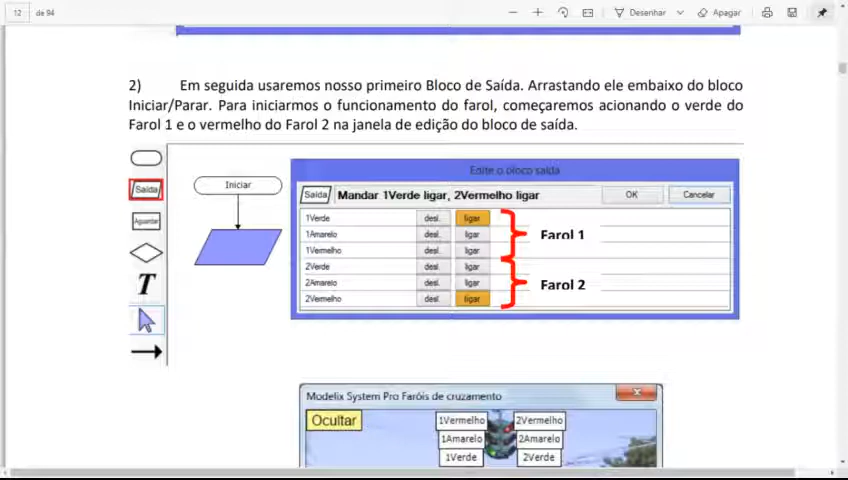 12 de 94 Desenhar Apagar
2) Em seguida usaremos nosso primeiro Bloco de Saída. Arrastando ele embaixo do bloco
Iniciar/Parar. Para iniciarmos o funcionamento do farol, começaremos acionando o verde do
Farol 1 e o vermelho do Farol 2 na janela de edição do bloco de saída.
Saída
Aguardar
T
Iniciar
Edite o bloco saída
Saída Mandar 1Verde ligar, 2Vermelho ligar OK Cancelar
1Verde desl. ligar
1Amarelo desl. ligar
1Vermelho desl. ligar
2Verde desl. ligar
2Amarelo desl. ligar
2Vermelho desl. ligar
Farol 1
Farol 2
Modelix System Pro Faróis de cruzamento
Ocultar
1Vermelho 2Vermelho
1Amarelo 2Amarelo
1Verde 2Verde